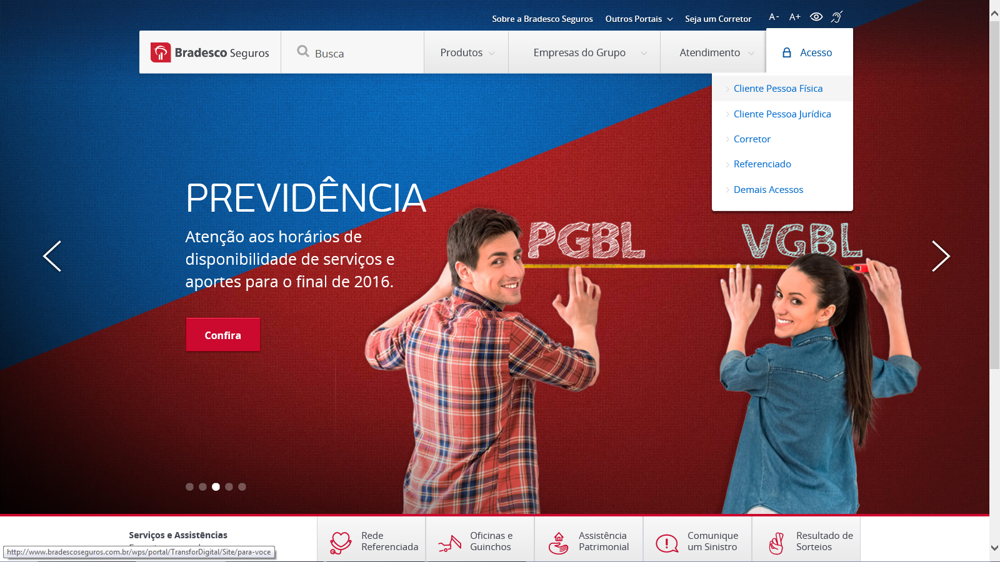 Sobre a Bradesco Seguros
Outros Portais
Seja um Corretor
A-
A+
Bradesco Seguros
Busca
Produtos
Empresas do Grupo
Atendimento
Acesso
Cliente Pessoa Física
Cliente Pessoa Jurídica
Corretor
Referenciado
Demais Acessos
PREVIDÊNCIA
Atenção aos horários de
disponibilidade de serviços e
aportes para o final de 2016.
Confira
PGBL
VGBL
Serviços e Assistências
Rede
Referenciada
Oficinas e
Guinchos
Assistência
Patrimonial
Comunique
um Sinistro
Resultado de
Sorteios
http://www.bradescoseguros.com.br/wps/portal/TransforDigital/Site/para-voce